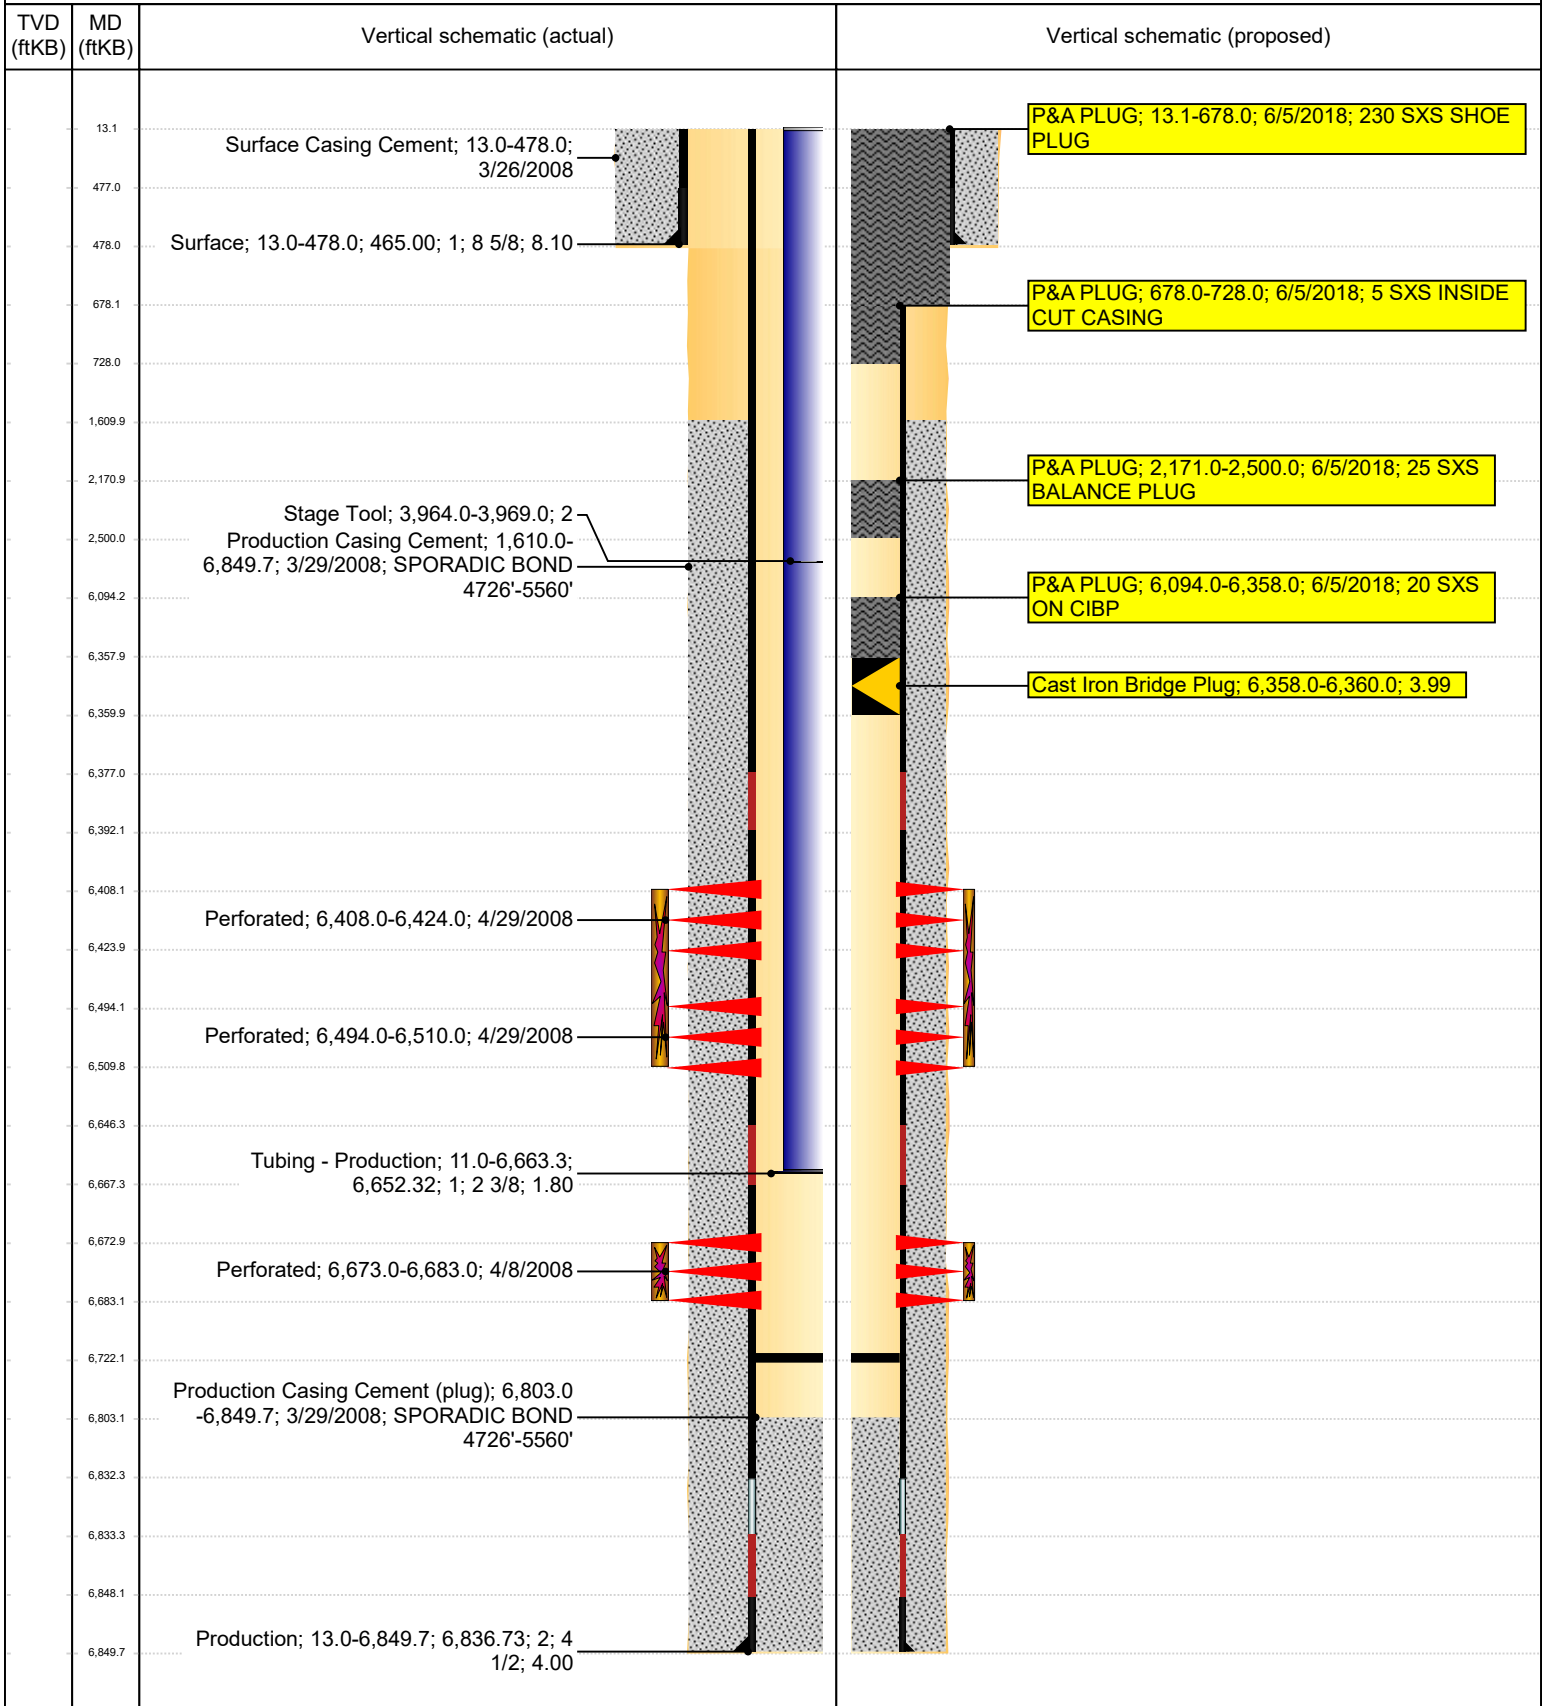 TVD
(ftKB)
MD
(ftKB)
Vertical schematic (actual)
Vertical schematic (proposed)
13.1
477.0
478.0
678.1
728.0
1,609.9
2,170.9
2,500.0
6,094.2
6,357.9
6,359.9
6,377.0
6,392.1
6,408.1
6,423.9
6,494.1
6,509.8
6,646.3
6,667.3
6,672.9
6,683.1
6,722.1
6,803.1
6,832.3
6,833.3
6,848.1
6,849.7
Surface Casing Cement; 13.0-478.0;
3/26/2008
Surface; 13.0-478.0; 465.00; 1; 8 5/8; 8.10
Stage Tool; 3,964.0-3,969.0; 2
Production Casing Cement; 1,610.0-
6,849.7; 3/29/2008; SPORADIC BOND
4726'-5560'
Perforated; 6,408.0-6,424.0; 4/29/2008
Perforated; 6,494.0-6,510.0; 4/29/2008
Tubing - Production; 11.0-6,663.3;
6,652.32; 1; 2 3/8; 1.80
Perforated; 6,673.0-6,683.0; 4/8/2008
Production Casing Cement (plug); 6,803.0
-6,849.7; 3/29/2008; SPORADIC BOND
4726'-5560'
Production; 13.0-6,849.7; 6,836.73; 2; 4
1/2; 4.00
P&A PLUG; 13.1-678.0; 6/5/2018; 230 SXS SHOE
PLUG
P&A PLUG; 678.0-728.0; 6/5/2018; 5 SXS INSIDE
CUT CASING
P&A PLUG; 2,171.0-2,500.0; 6/5/2018; 25 SXS
BALANCE PLUG
P&A PLUG; 6,094.0-6,358.0; 6/5/2018; 20 SXS
ON CIBP
Cast Iron Bridge Plug; 6,358.0-6,360.0; 3.99